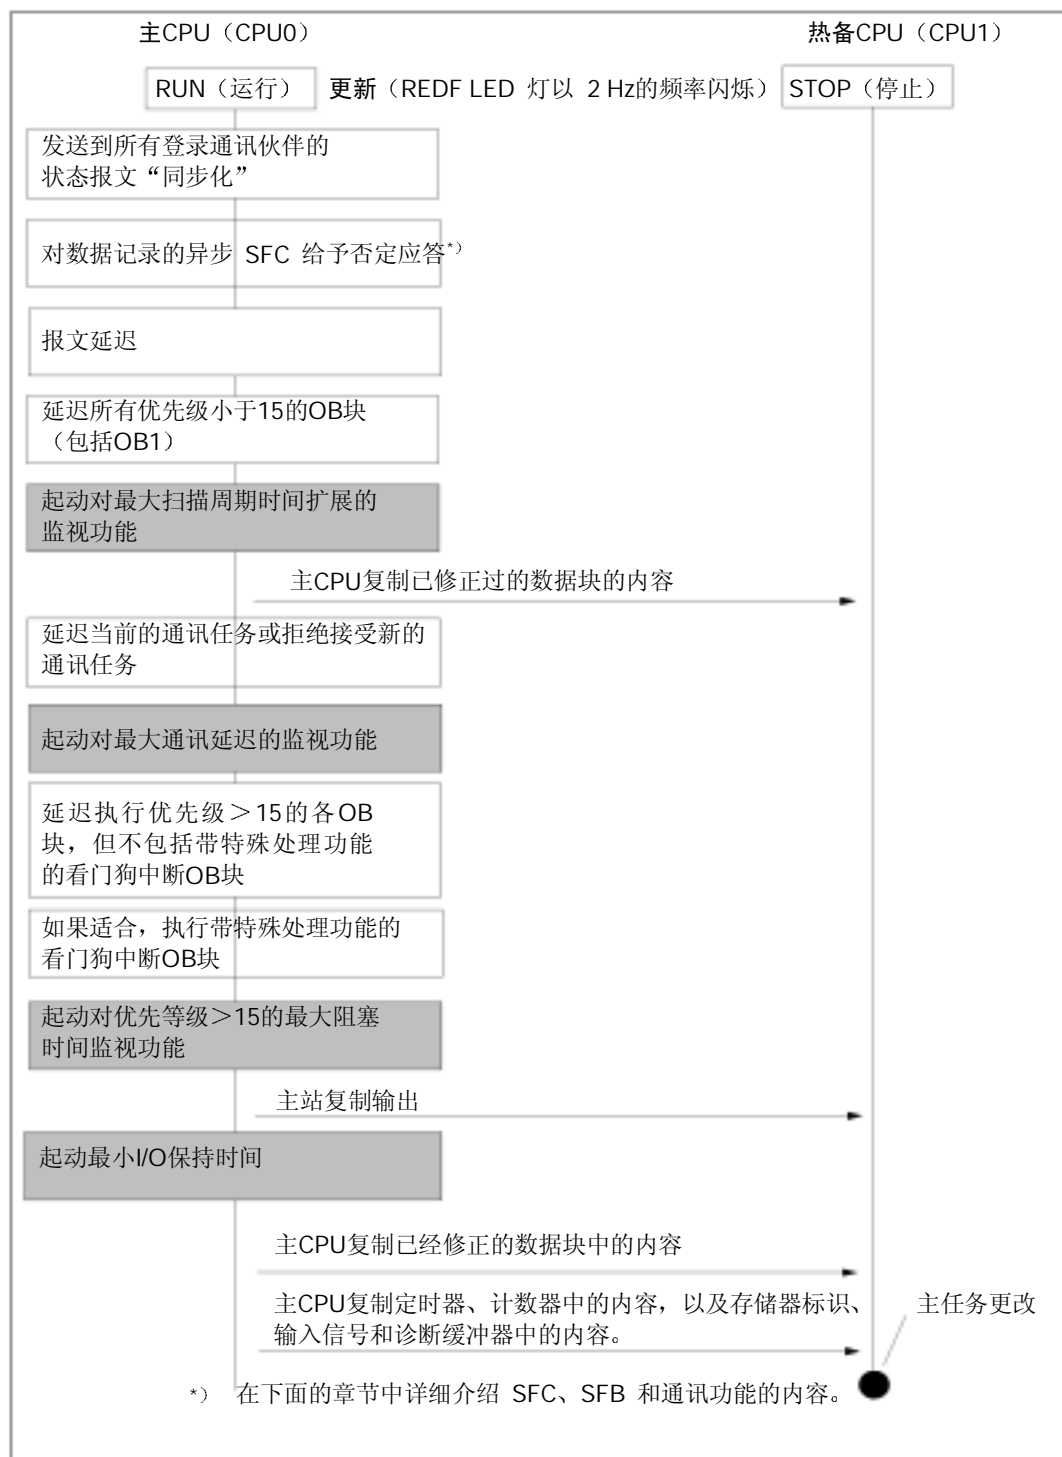 主CPU（CPU0）
热备CPU（CPU1）
RUN（运行）
更新（REDF LED 灯以 2 Hz的频率闪烁）
STOP（停止）
发送到所有登录通讯伙伴的
状态报文“同步化”
对数据记录的异步 SFC 给予否定应答*）
报文延迟
延迟所有优先级小于15的OB块
（包括OB1）
起动对最大扫描周期时间扩展的
监视功能
主CPU复制已修正过的数据块的内容
延迟当前的通讯任务或拒绝接受新的
通讯任务
起动对最大通讯延迟的监视功能
延迟执行优先级＞15的各OB
块，但不包括带特殊处理功能
的看门狗中断OB块
如果适合，执行带特殊处理功能的
看门狗中断OB块
起动对优先等级＞15的最大阻塞
时间监视功能
主站复制输出
起动最小I/O保持时间
主CPU复制已经修正的数据块中的内容
主CPU复制定时器、计数器中的内容，以及存储器标识、
输入信号和诊断缓冲器中的内容。
主任务更改
*） 在下面的章节中详细介绍 SFC、SFB 和通讯功能的内容。